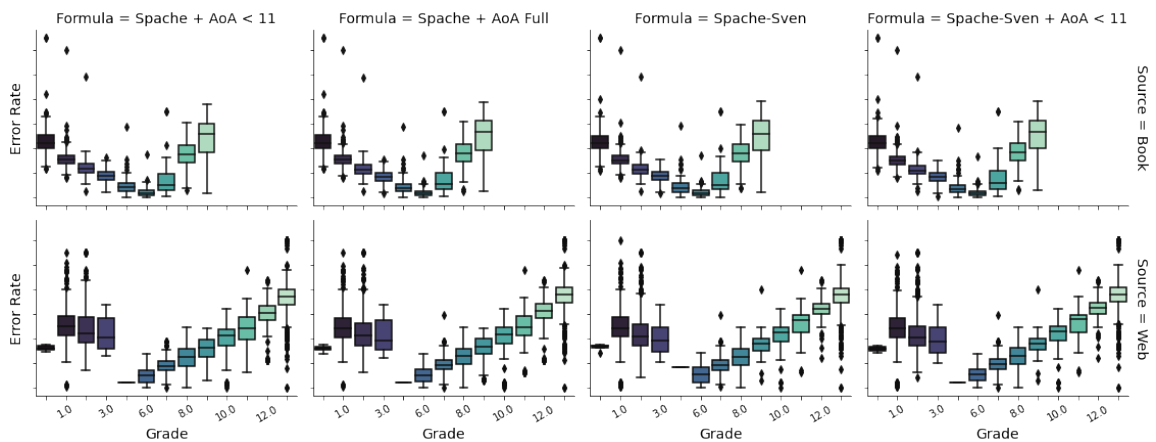 Formula = Spache + AoA < 11
Formula = Spache + AoA Full
Formula = Spache-Sven
Formula = Spache-Sven + AoA < 11
Error Rate
Source = Book
Error Rate
Source = Web
1.0 3.0 6.0 8.0 10.0 12.0
1.0 3.0 6.0 8.0 10.0 12.0
1.0 3.0 6.0 8.0 10.0 12.0
1.0 3.0 6.0 8.0 10.0 12.0
Grade
Grade
Grade
Grade